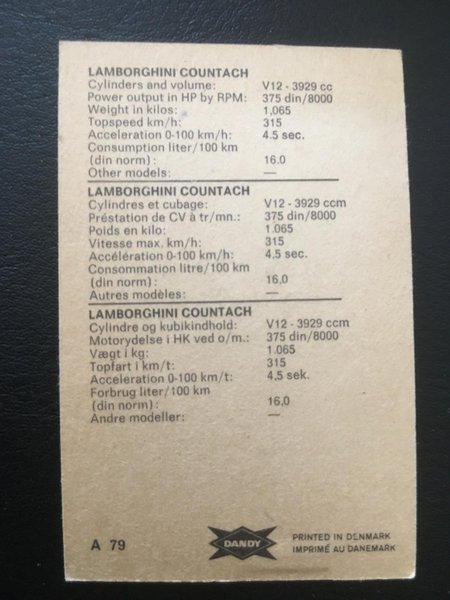 LAMBORGHINI COUNTACH
Cylinders and volume: V12 - 3929 cc
Power output in HP by RPM: 375 din/8000
Weight in kilos: 1,065
Topspeed km/h: 315
Acceleration 0-100 km/h: 4.5 sec.
Consumption liter/100 km
(din norm): 16.0
Other models: —
LAMBORGHINI COUNTACH
Cylindres et cubage: V12 - 3929 ccm
Préstation de CV à tr/mn.: 375 din/8000
Poids en kilo: 1.065
Vitesse max. km/h: 315
Accélération 0-100 km/h: 4,5 sec.
Consommation litre/100 km
(din norm): 16,0
Autres modèles: —
LAMBORGHINI COUNTACH
Cylindre og kubikindhold: V12 - 3929 ccm
Motorydelse i HK ved o/m.: 375 din/8000
Vægt i kg: 1.065
Topfart i km/t: 315
Acceleration 0-100 km/t: 4,5 sek.
Forbrug liter/100 km
(din norm): 16,0
Andre modeller: —
A 79
DANDY
PRINTED IN DENMARK
IMPRIMÉ AU DANEMARK